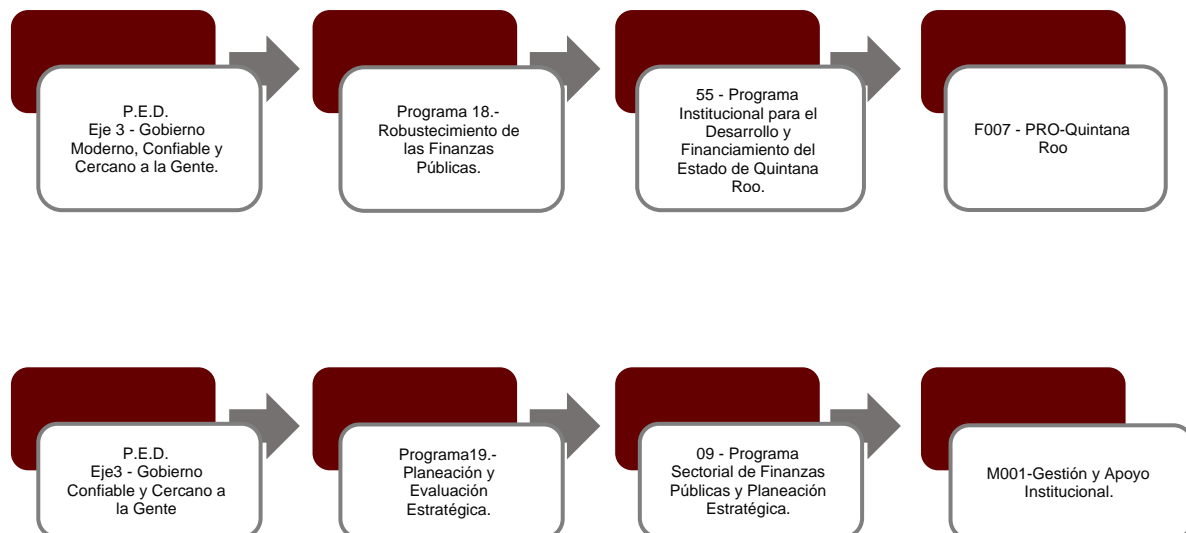 P.E.D.
Eje 3 - Gobierno
Moderno, Confiable y
Cercano a la Gente.
Programa 18.-
Robustecimiento de
las Finanzas
Públicas.
55 - Programa
Institucional para el
Desarrollo y
Financiamiento del
Estado de Quintana
Roo.
F007 - PRO-Quintana
Roo
P.E.D.
Eje3 - Gobierno
Confiable y Cercano a
la Gente
Programa19.-
Planeación y
Evaluación
Estratégica.
09 - Programa
Sectorial de Finanzas
Públicas y Planeación
Estratégica.
M001-Gestión y Apoyo
Institucional.